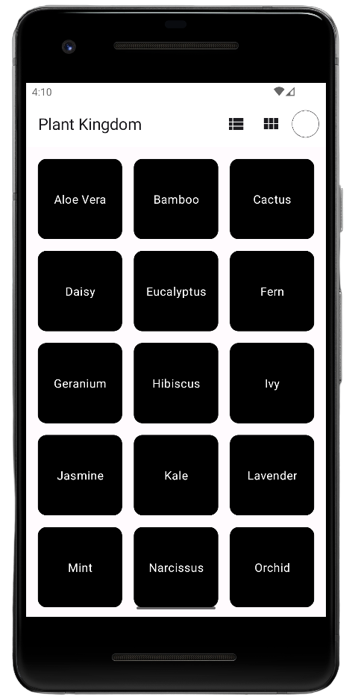 4:10
Plant Kingdom
Aloe Vera
Bamboo
Cactus
Daisy
Eucalyptus
Fern
Geranium
Hibiscus
Ivy
Jasmine
Kale
Lavender
Mint
Narcissus
Orchid